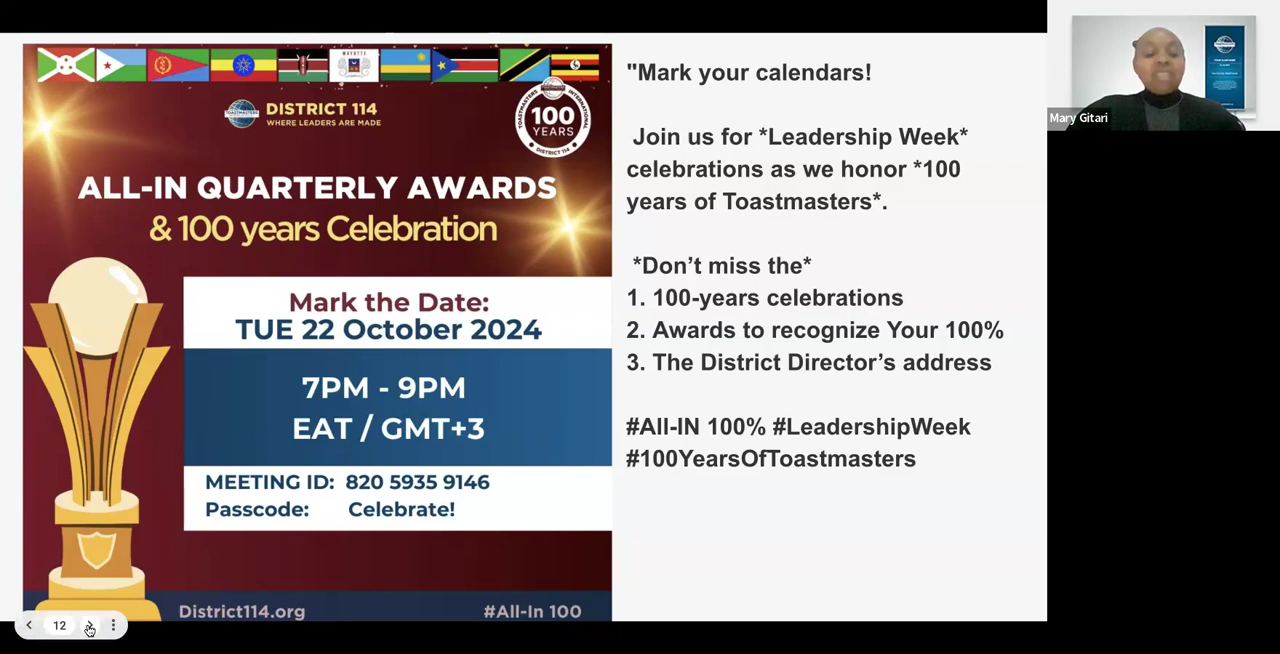 DISTRICT 114
WHERE LEADERS ARE MADE
TOASTMASTERS INTERNATIONAL
100
YEARS
DISTRICT 114
ALL-IN QUARTERLY AWARDS
& 100 years Celebration
Mark the Date:
TUE 22 October 2024
7PM - 9PM
EAT / GMT+3
MEETING ID: 820 5935 9146
Passcode: Celebrate!
District114.org
#All-In 100
"Mark your calendars!
Join us for *Leadership Week*
celebrations as we honor *100
years of Toastmasters*.
*Don’t miss the*
1. 100-years celebrations
2. Awards to recognize Your 100%
3. The District Director’s address
#All-IN 100% #LeadershipWeek
#100YearsOfToastmasters
Mary Gitari
12